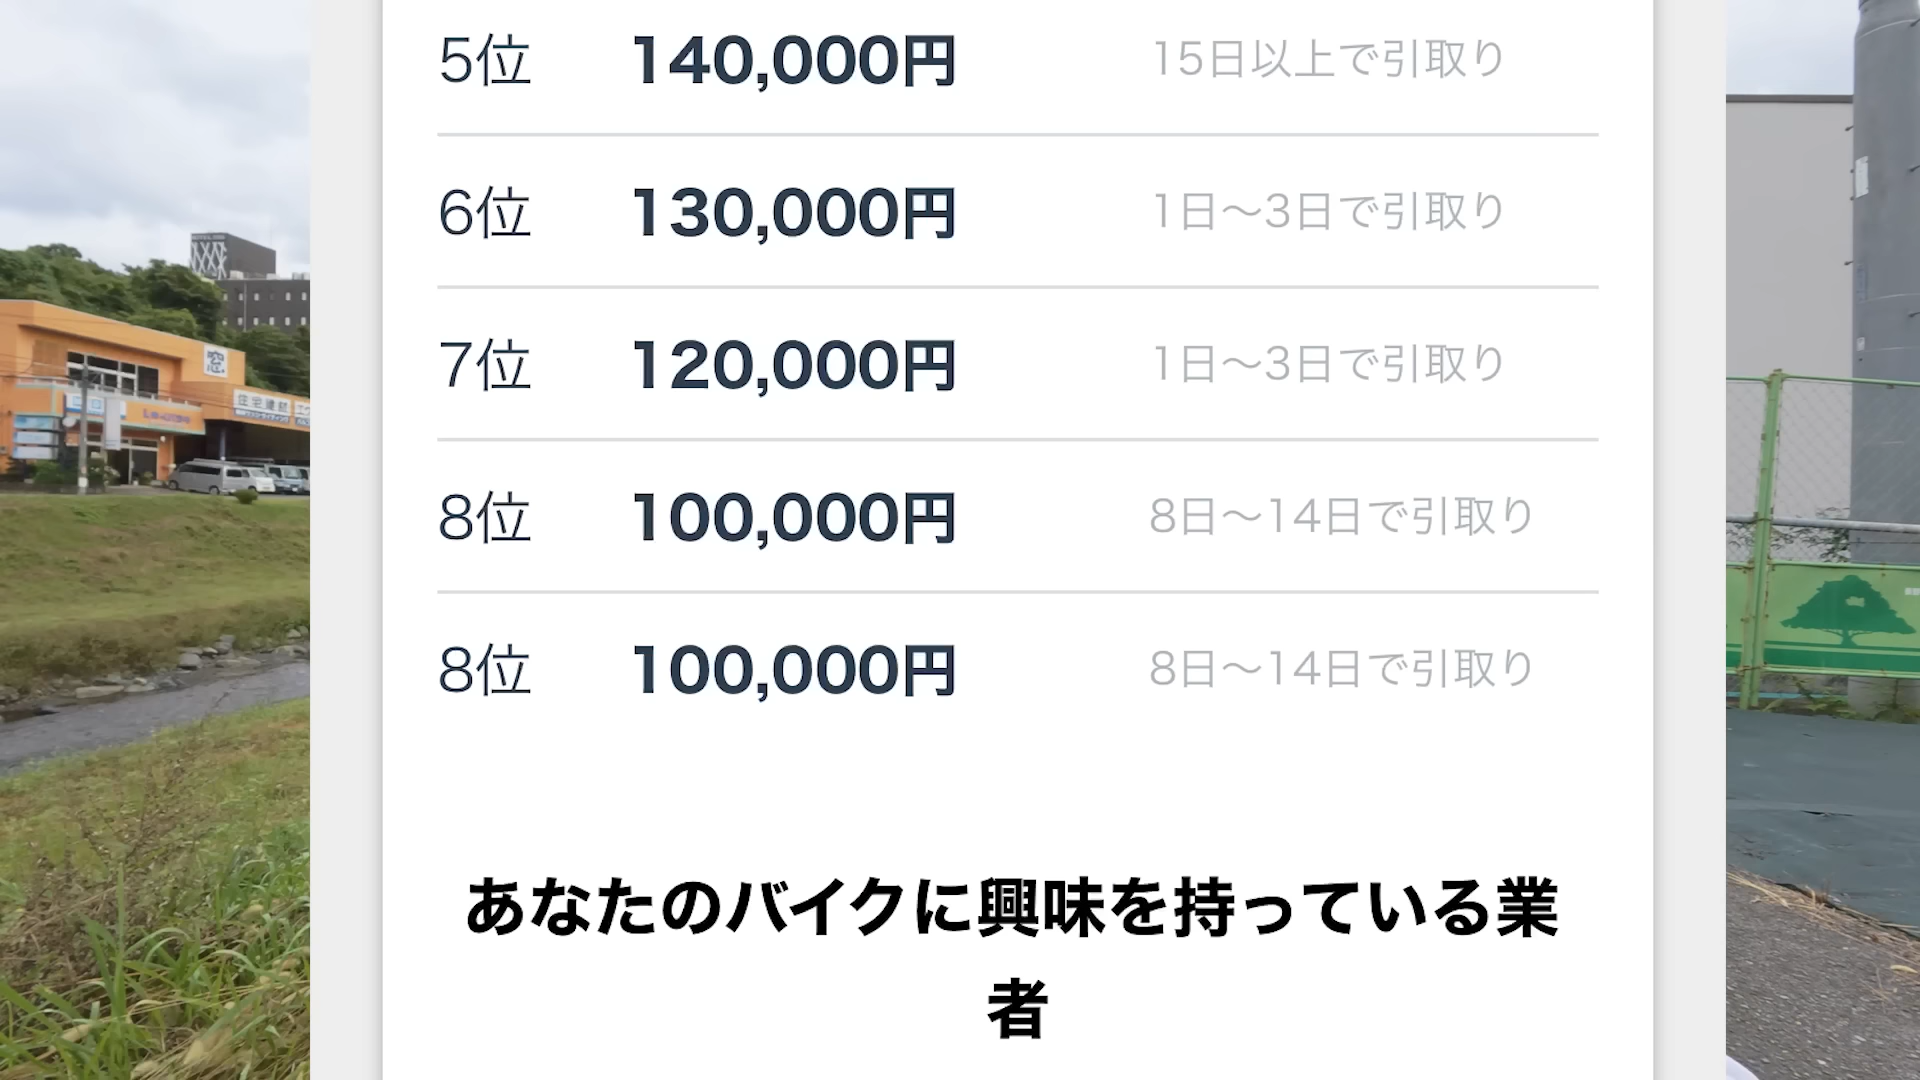 5位 140,000円 15日以上で引取り
6位 130,000円 1日〜3日で引取り
7位 120,000円 1日〜3日で引取り
8位 100,000円 8日〜14日で引取り
8位 100,000円 8日〜14日で引取り
あなたのバイクに興味を持っている業
者
窓
住宅建材